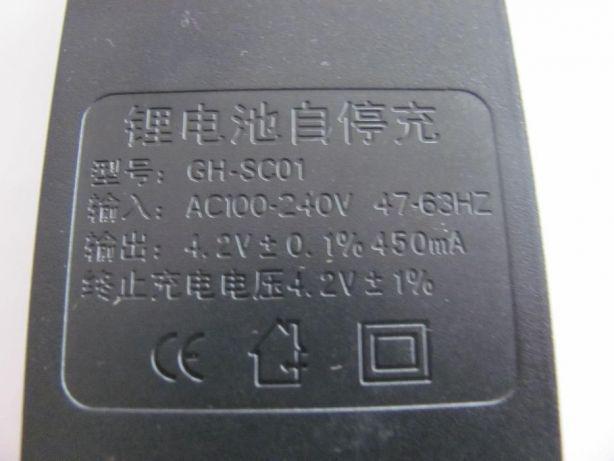 锂电池自停充
型号: GH-SC01
输入: AC100-240V 47-63HZ
输出: 4.2V±0.1% 450mA
终止充电电压4.2V±1%
CE